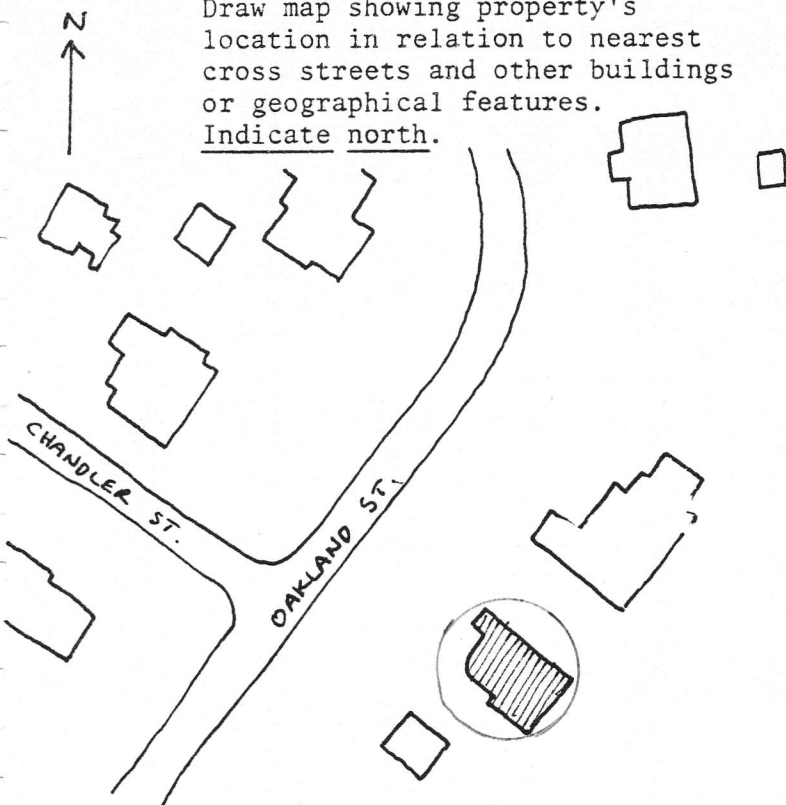 Draw map showing property's
location in relation to nearest
cross streets and other buildings
or geographical features.
Indicate north.
N
CHANDLER ST.
OAKLAND ST.